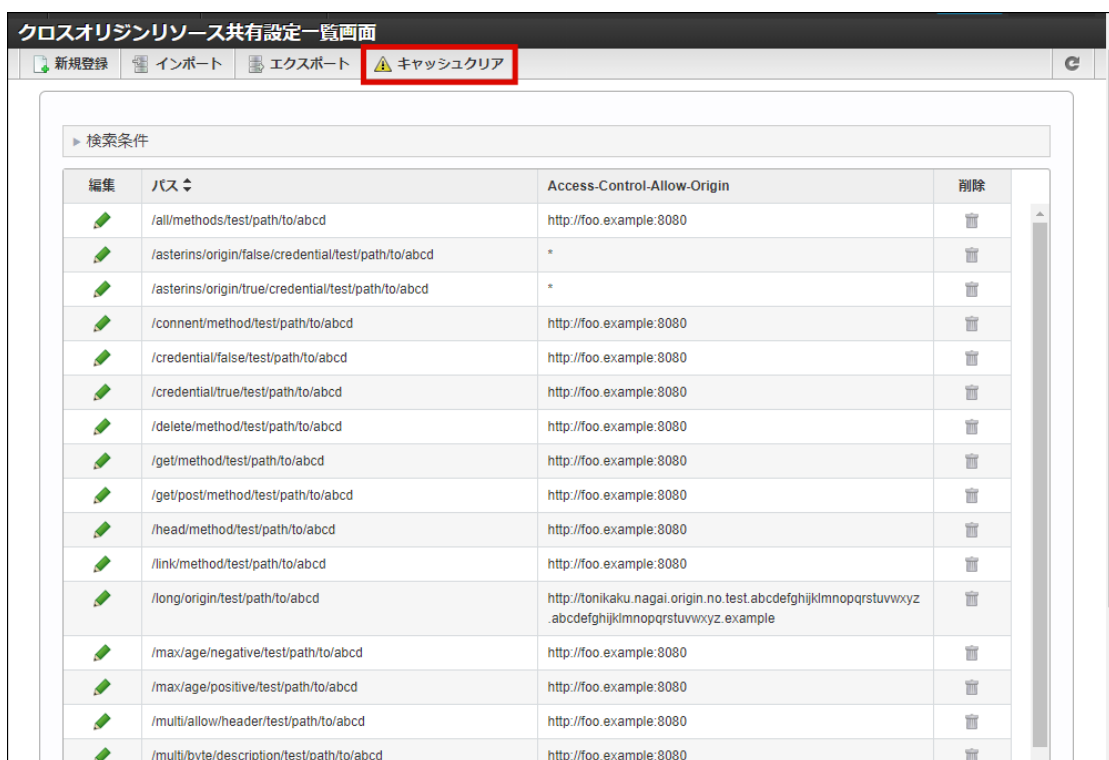 クロスオリジンリソース共有設定一覧画面
新規登録 インポート エクスポート キャッシュクリア
検索条件
編集 パス Access-Control-Allow-Origin 削除
/all/methods/test/path/to/abcd http://foo.example:8080
/asterins/origin/false/credential/test/path/to/abcd *
/asterins/origin/true/credential/test/path/to/abcd *
/connent/method/test/path/to/abcd http://foo.example:8080
/credential/false/test/path/to/abcd http://foo.example:8080
/credential/true/test/path/to/abcd http://foo.example:8080
/delete/method/test/path/to/abcd http://foo.example:8080
/get/method/test/path/to/abcd http://foo.example:8080
/get/post/method/test/path/to/abcd http://foo.example:8080
/head/method/test/path/to/abcd http://foo.example:8080
/link/method/test/path/to/abcd http://foo.example:8080
/long/origin/test/path/to/abcd http://tonikaku.nagai.origin.no.test.abcdefghijklmnopqrstuvwxyz
.abcdefghijklmnopqrstuvwxyz.example
/max/age/negative/test/path/to/abcd http://foo.example:8080
/max/age/positive/test/path/to/abcd http://foo.example:8080
/multi/allow/header/test/path/to/abcd http://foo.example:8080
/multi/byte/description/test/path/to/abcd http://foo.example:8080